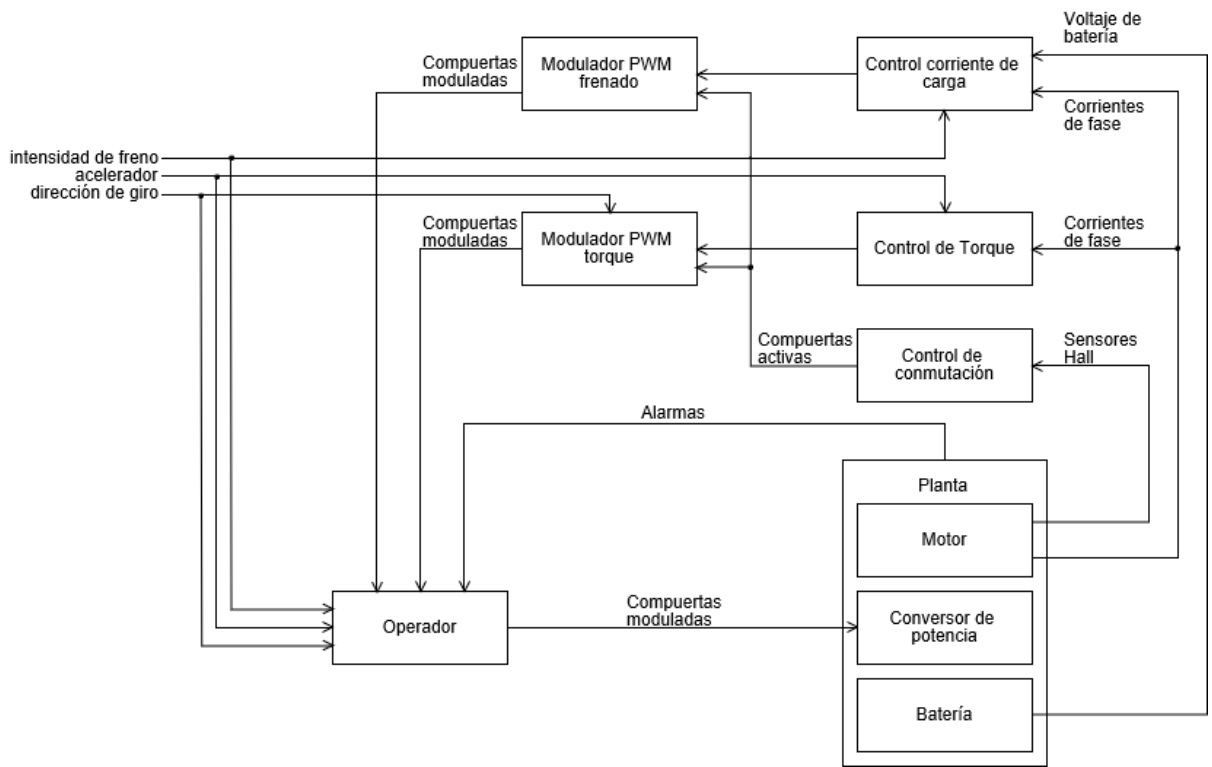 Voltaje de
batería
Compuertas
moduladas
Modulador PWM
frenado
Control corriente de
carga
Corrientes
de fase
intensidad de freno
acelerador
dirección de giro
Compuertas
moduladas
Modulador PWM
torque
Control de Torque
Corrientes
de fase
Compuertas
activas
Control de
conmutación
Sensores
Hall
Alarmas
Planta
Motor
Operador
Compuertas
moduladas
Conversor de
potencia
Batería